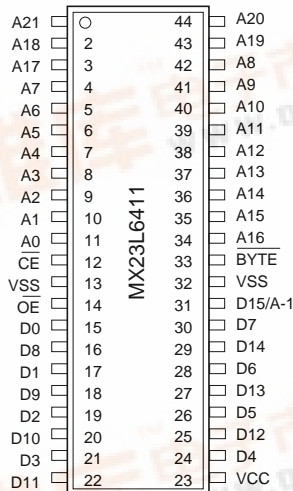 A21 44 A20
A18 2 43 A19
A17 3 42 A8
A7 4 41 A9
A6 5 40 A10
A5 6 39 A11
A4 7 38 A12
A3 8 37 A13
A2 9 36 A14
A1 10 35 A15
A0 11 34 A16
CE 12 33 BYTE
VSS 13 32 VSS
OE 14 31 D15/A-1
D0 15 30 D7
D8 16 29 D14
D1 17 28 D6
D9 18 27 D13
D2 19 26 D5
D10 20 25 D12
D3 21 24 D4
D11 22 23 VCC
MX23L6411